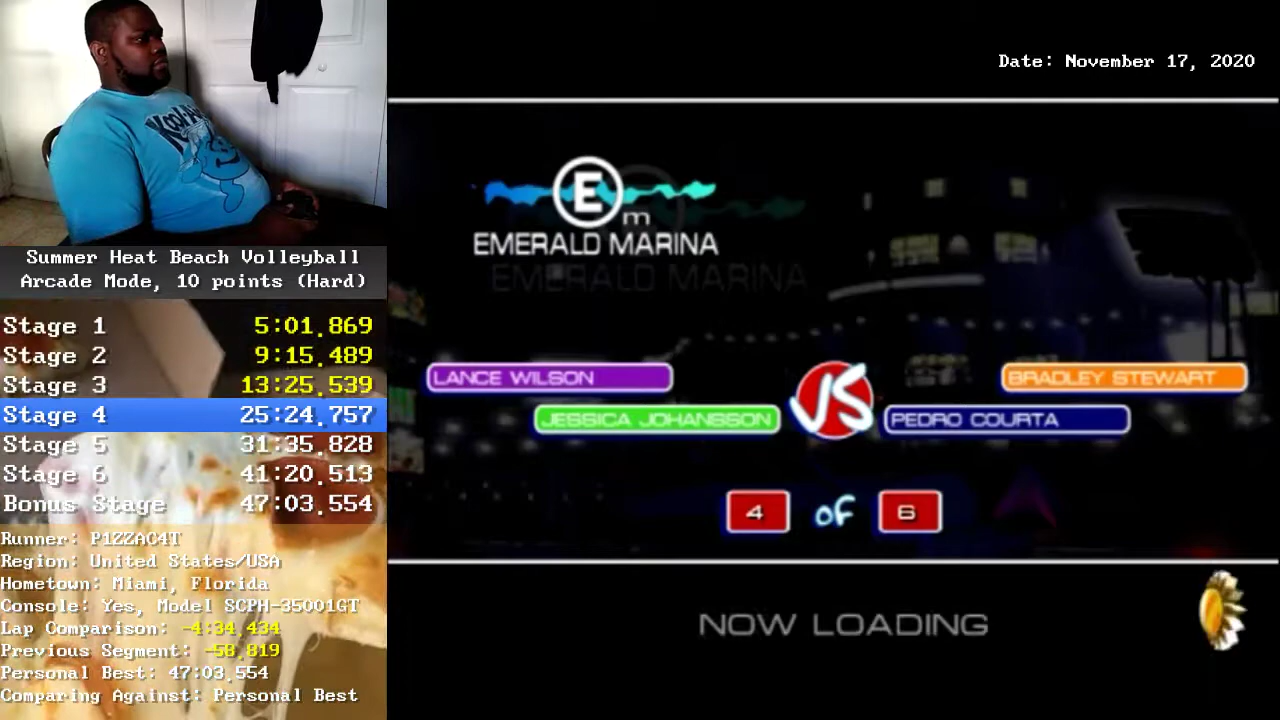 Date: November 17, 2020
E
m
EMERALD MARINA
EMERALD MARINA
Summer Heat Beach Volleyball
Arcade Mode, 10 points (Hard)
Stage 1 5:01.869
Stage 2 9:15.489
Stage 3 13:25.539
Stage 4 25:24.757
Stage 5 31:35.828
Stage 6 41:20.513
Bonus Stage 47:03.554
LANCE WILSON
JESSICA JOHANSSON
VS
BRADLEY STEWART
PEDRO COURTA
4 of 6
Runner: P1ZZAC4T
Region: United States/USA
Hometown: Miami, Florida
Console: Yes, Model SCPH-35001GT
Lap Comparison: -4:34.434
Previous Segment: -58.819
Personal Best: 47:03.554
Comparing Against: Personal Best
NOW LOADING